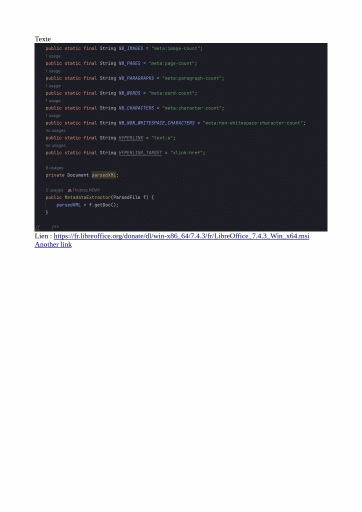 Texte
public static final String NB_IMAGES = "meta:image-count";
1 usage
public static final String NB_PAGES = "meta:page-count";
1 usage
public static final String NB_PARAGRAPHS = "meta:paragraph-count";
1 usage
public static final String NB_WORDS = "meta:word-count";
1 usage
public static final String NB_CHARACTERS = "meta:character-count";
1 usage
public static final String NB_NON_WHITESPACE_CHARACTERS = "meta:non-whitespace-character-count";
no usages
public static final String HYPERLINK = "text:a";
no usages
public static final String HYPERLINK_TARGET = "xlink:href";
private Document parsedXML;
2 usages Thomas
public MetadataExtractor(ParsedFile f) {
parsedXML = f.getDoc();
}
Lien : https://fr.libreoffice.org/donate/dl/win-x86_64/7.4.3/fr/LibreOffice_7.4.3_Win_x64.msi
Another link